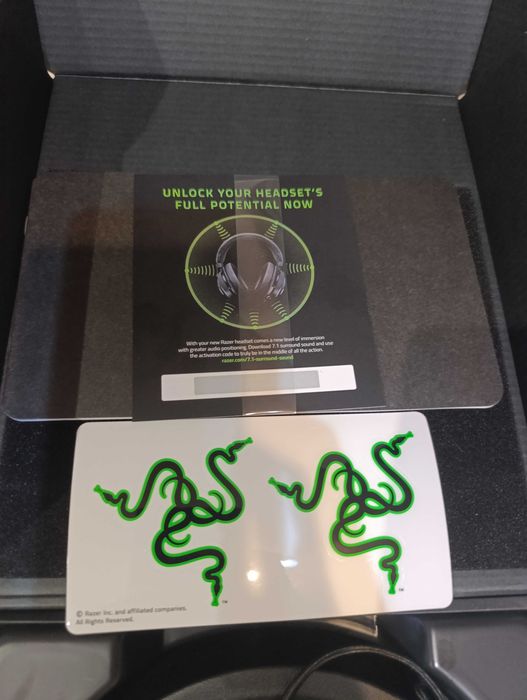 UNLOCK YOUR HEADSET'S
FULL POTENTIAL NOW
With your new Razer headset comes a new level of immersion
with greater audio positioning. Download 7.1 surround sound and use
the activation code to truly be in the middle of all the action.
razer.com/7.1-surround-sound
TM
TM
© Razer Inc. and affiliated companies.
All Rights Reserved.